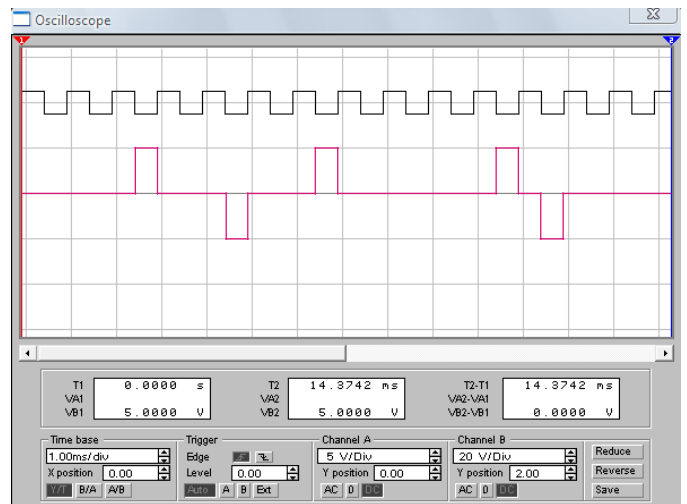 Oscilloscope
1
2
T1 0.0000 s T2 14.3742 ms T2-T1 14.3742 ms
VA1 VA2 VA2-VA1
VB1 5.0000 V VB2 5.0000 V VB2-VB1 0.0000 V
Time base Trigger Channel A Channel B
1.00ms/div Edge 5 V/Div 20 V/Div Reduce
X position 0.00 Level 0.00 Y position 0.00 Y position 2.00 Reverse
Y/T B/A A/B Auto A B Ext AC 0 DC AC 0 DC Save